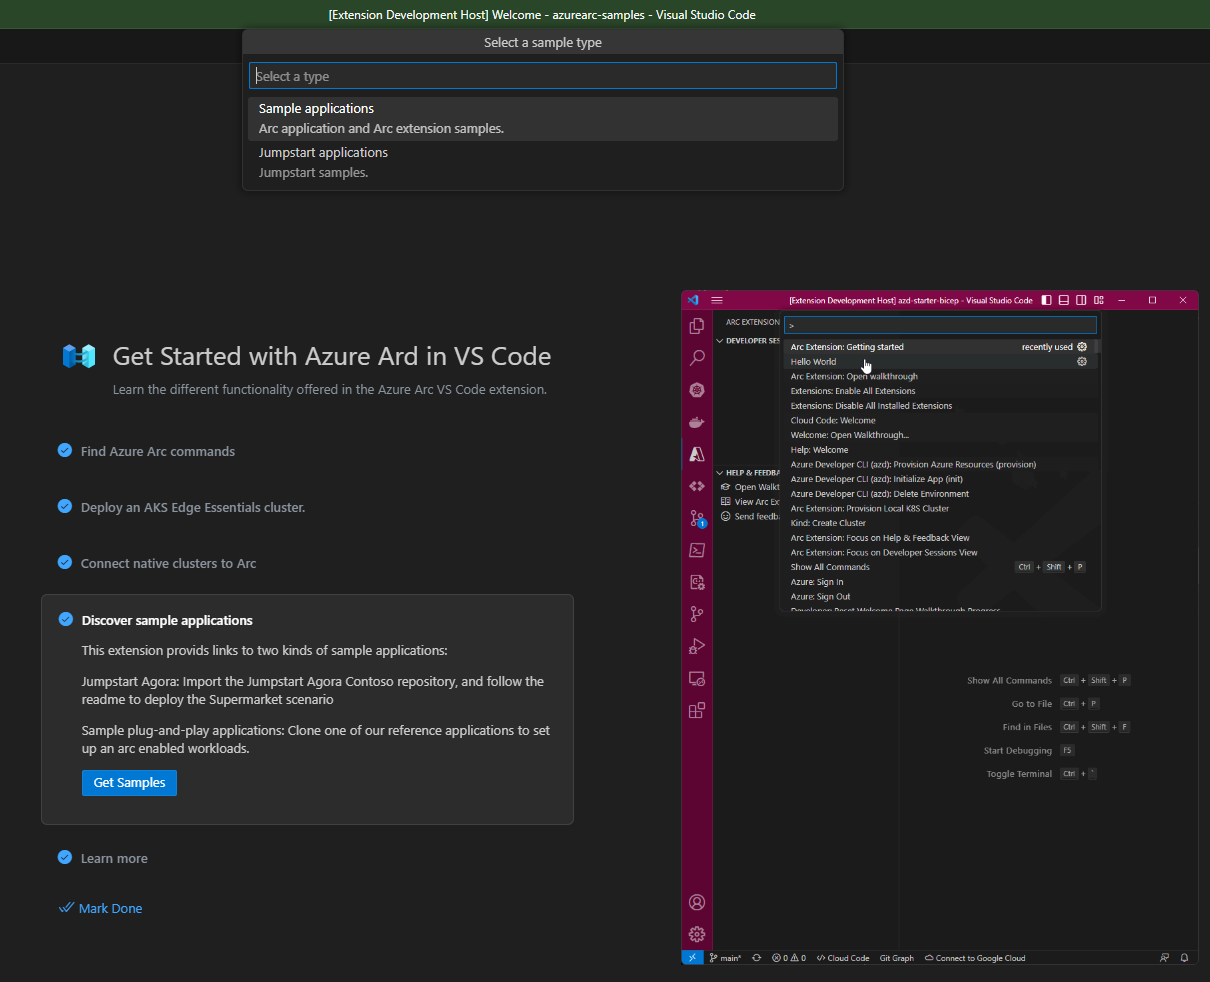 [Extension Development Host] Welcome - azurearc-samples - Visual Studio Code
Select a sample type
Select a type
Sample applications
Arc application and Arc extension samples.
Jumpstart applications
Jumpstart samples.
Get Started with Azure Ard in VS Code
Learn the different functionality offered in the Azure Arc VS Code extension.
Find Azure Arc commands
Deploy an AKS Edge Essentials cluster.
Connect native clusters to Arc
Discover sample applications
This extension provids links to two kinds of sample applications:
Jumpstart Agora: Import the Jumpstart Agora Contoso repository, and follow the
readme to deploy the Supermarket scenario
Sample plug-and-play applications: Clone one of our reference applications to set
up an arc enabled workloads.
Get Samples
Learn more
Mark Done
[Extension Development Host] azd-starter-bicep - Visual Studio Code
ARC EXTENSION
DEVELOPER SES
HELP & FEEDBA
Open Walkt
View Arc Ex
Send feedba
1
>
Arc Extension: Getting started recently used
Hello World
Arc Extension: Open walkthrough
Extensions: Enable All Extensions
Extensions: Disable All Installed Extensions
Cloud Code: Welcome
Welcome: Open Walkthrough...
Help: Welcome
Azure Developer CLI (azd): Provision Azure Resources (provision)
Azure Developer CLI (azd): Initialize App (init)
Azure Developer CLI (azd): Delete Environment
Arc Extension: Provision Local K8S Cluster
Kind: Create Cluster
Arc Extension: Focus on Help & Feedback View
Arc Extension: Focus on Developer Sessions View
Show All Commands Ctrl + Shift + P
Azure: Sign In
Azure: Sign Out
Developer: Reset Welcome Page Walkthrough Progress
Show All Commands Ctrl + Shift + P
Go to File Ctrl + P
Find in Files Ctrl + Shift + F
Start Debugging F5
Toggle Terminal Ctrl + `
main* 0 0 Cloud Code Git Graph Connect to Google Cloud